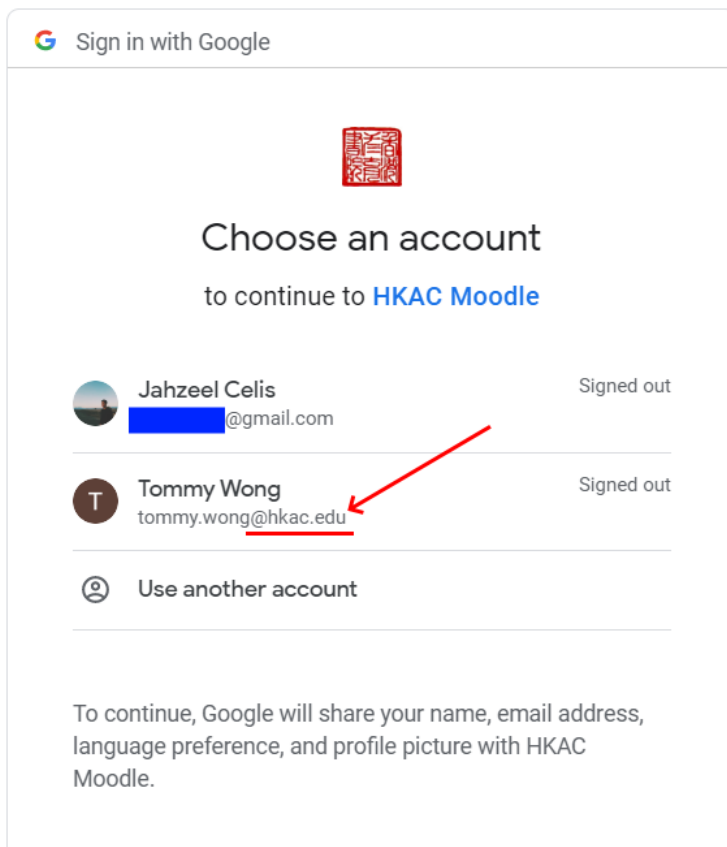 Sign in with Google
Choose an account
to continue to HKAC Moodle
Jahzeel Celis
Signed out
@gmail.com
Tommy Wong
Signed out
T
tommy.wong@hkac.edu
Use another account
To continue, Google will share your name, email address,
language preference, and profile picture with HKAC
Moodle.